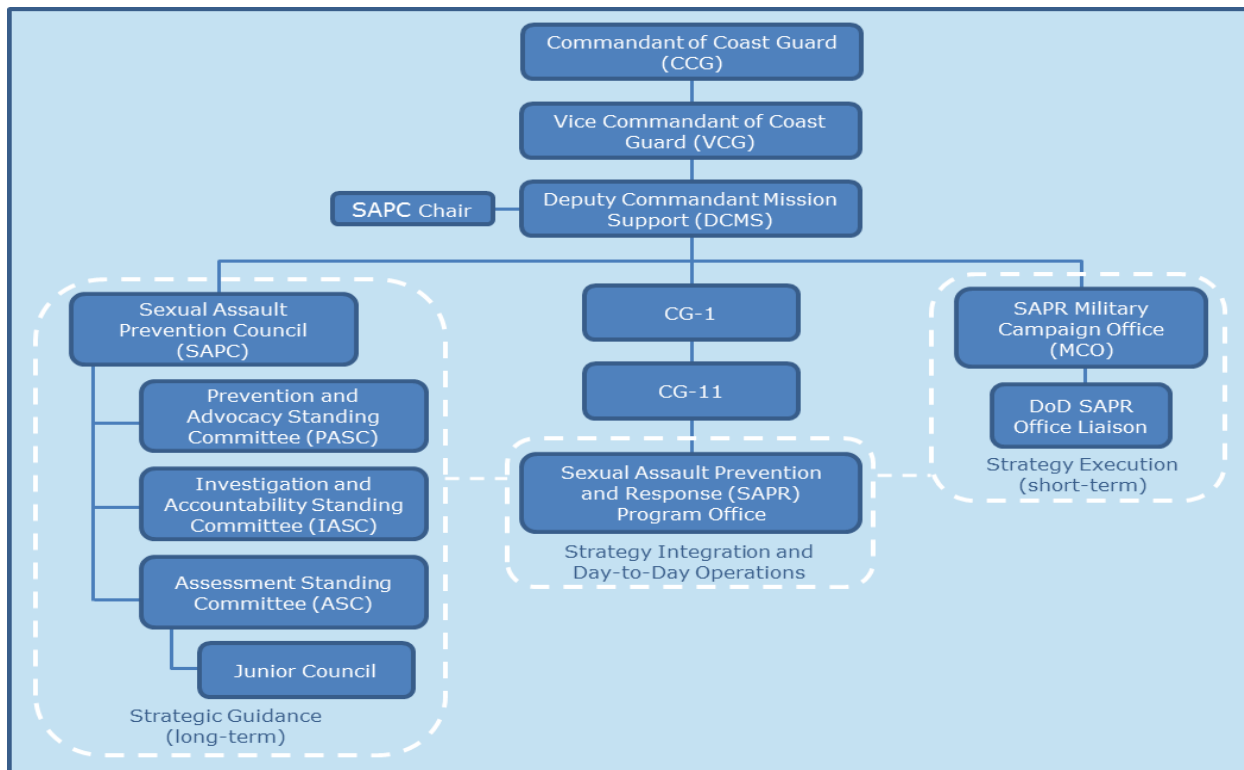 Commandant of Coast Guard
(CCG)
Vice Commandant of Coast
Guard (VCG)
SAPC Chair
Deputy Commandant Mission
Support (DCMS)
Sexual Assault
Prevention Council
(SAPC)
Prevention and
Advocacy Standing
Committee (PASC)
Investigation and
Accountability Standing
Committee (IASC)
Assessment Standing
Committee (ASC)
Junior Council
Strategic Guidance
(long-term)
CG-1
CG-11
Sexual Assault Prevention
and Response (SAPR)
Program Office
Strategy Integration and
Day-to-Day Operations
SAPR Military
Campaign Office
(MCO)
DoD SAPR
Office Liaison
Strategy Execution
(short-term)